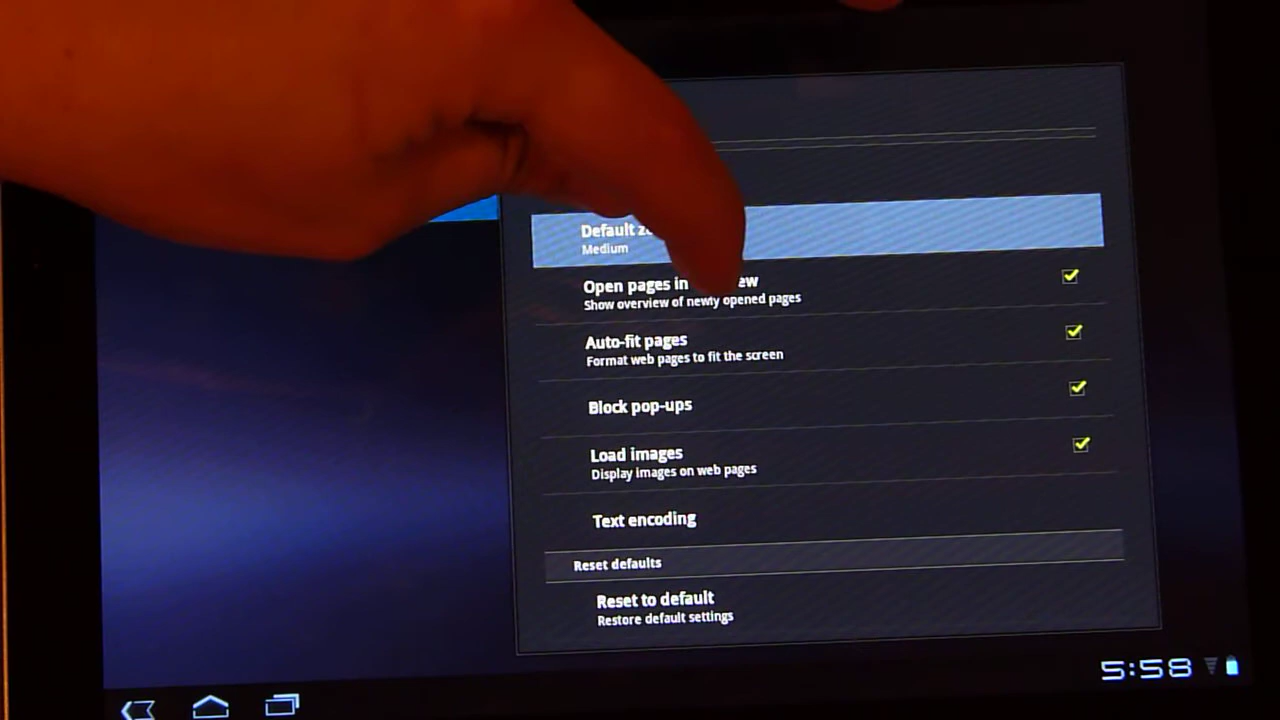 Default
Medium
Open pages in
Show overview of newly opened pages
Auto-fit pages
Format web pages to fit the screen
Block pop-ups
Load images
Display images on web pages
Text encoding
Reset defaults
Reset to default
Restore default settings
5:58